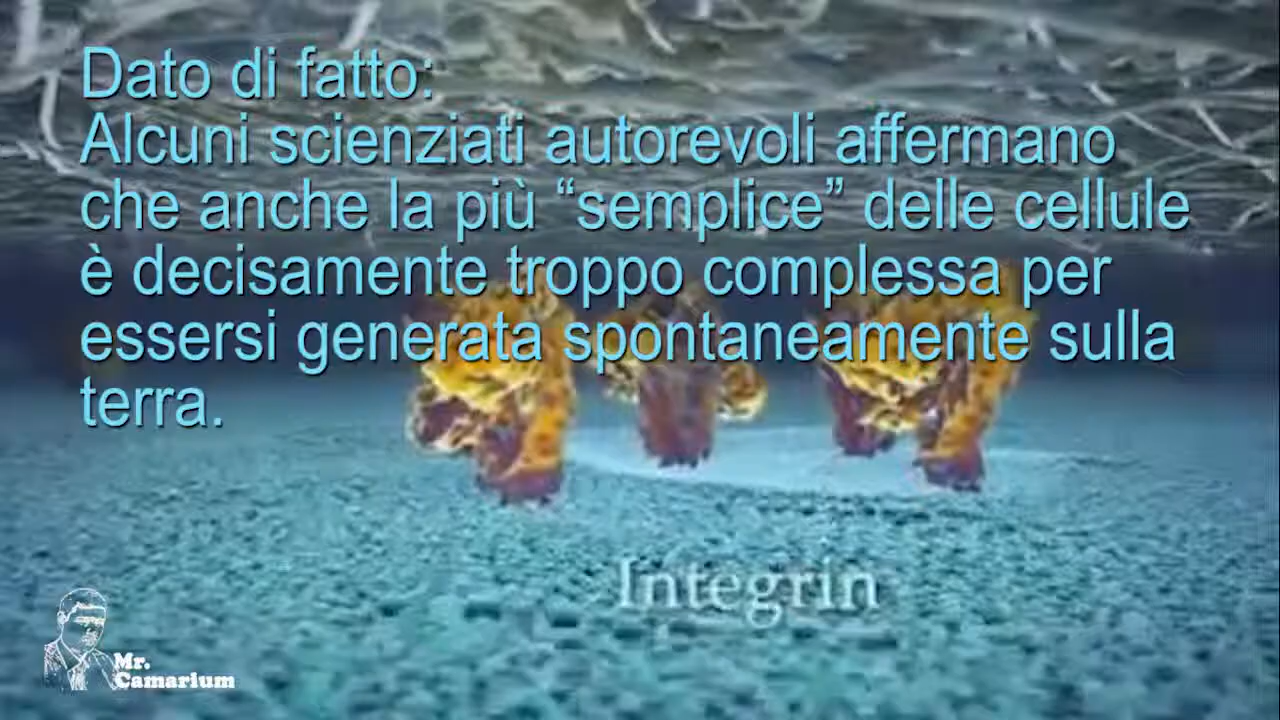 Dato di fatto:
Alcuni scienziati autorevoli affermano
che anche la più “semplice” delle cellule
è decisamente troppo complessa per
essersi generata spontaneamente sulla
terra.
Integrin
Mr.
Camarium